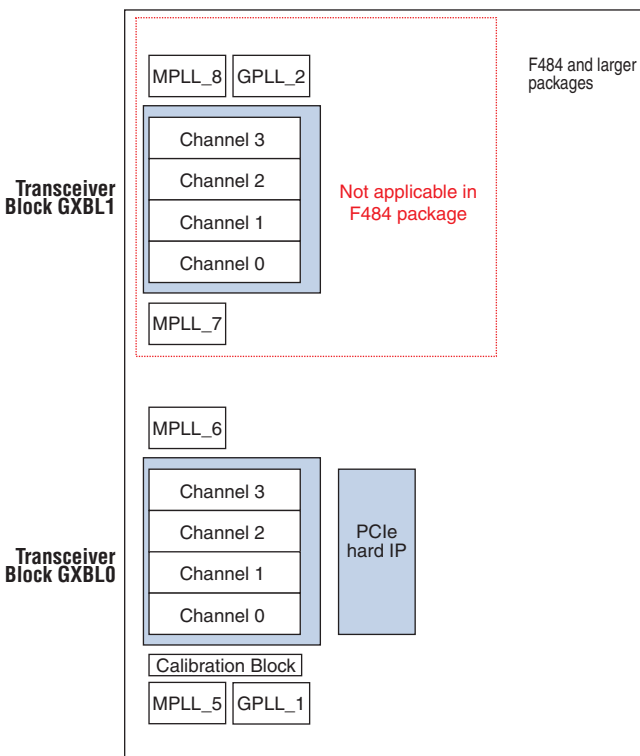 F484 and larger
packages
MPLL_8 GPLL_2
Channel 3
Channel 2
Channel 1
Channel 0
Transceiver
Block GXBL1
Not applicable in
F484 package
MPLL_7
MPLL_6
Channel 3
Channel 2
Channel 1
Channel 0
Transceiver
Block GXBL0
PCIe
hard IP
Calibration Block
MPLL_5 GPLL_1